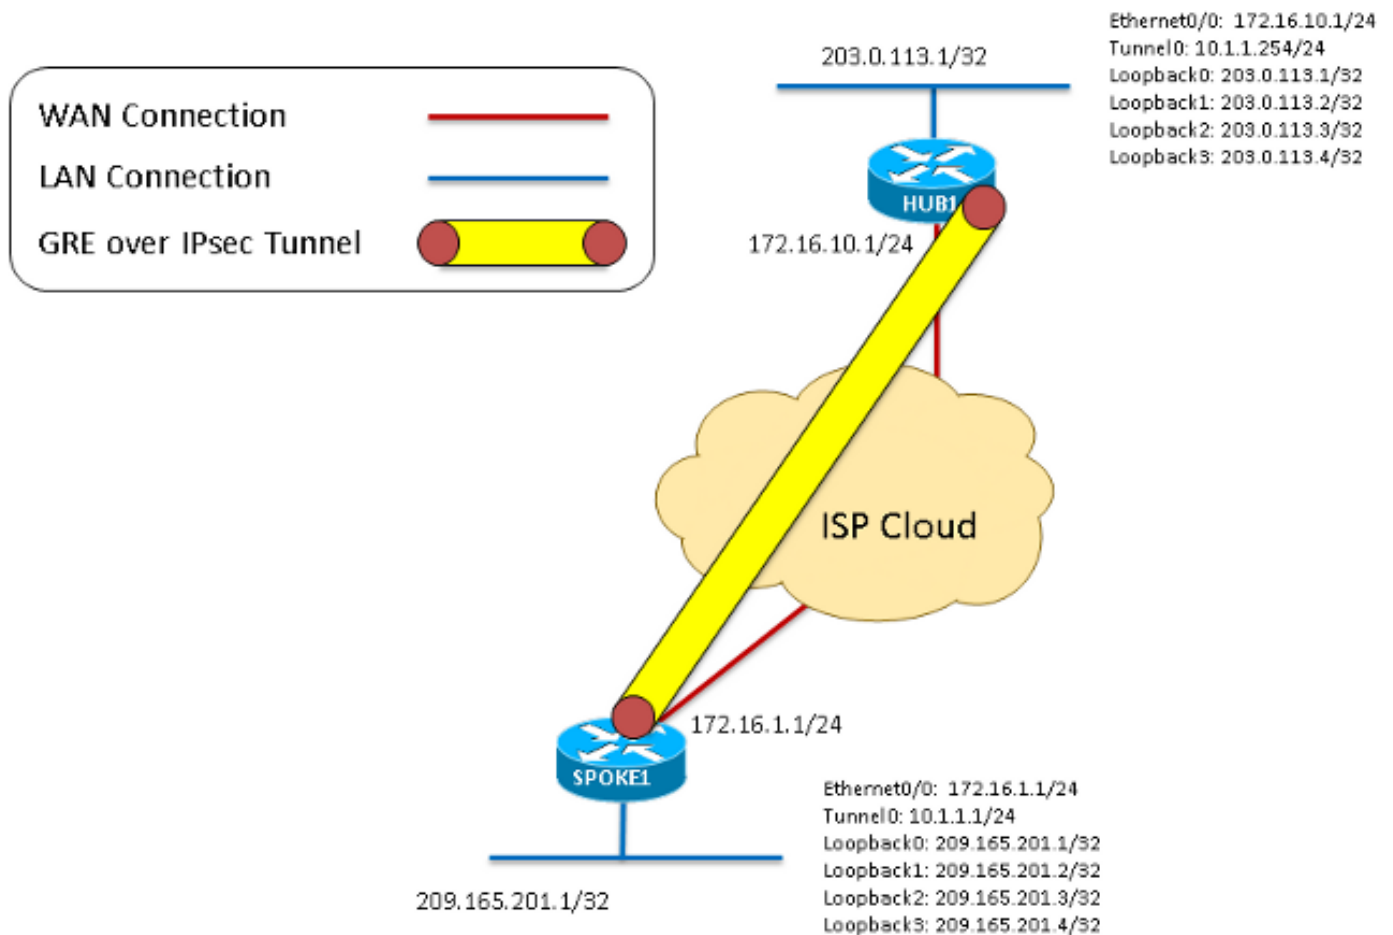 Ethernet0/0: 172.16.10.1/24
Tunnel0: 10.1.1.254/24
Loopback0: 203.0.113.1/32
Loopback1: 203.0.113.2/32
Loopback2: 203.0.113.3/32
Loopback3: 203.0.113.4/32
203.0.113.1/32
WAN Connection
LAN Connection
GRE over IPsec Tunnel
HUB1
172.16.10.1/24
ISP Cloud
172.16.1.1/24
SPOKE1
Ethernet0/0: 172.16.1.1/24
Tunnel0: 10.1.1.1/24
Loopback0: 209.165.201.1/32
Loopback1: 209.165.201.2/32
Loopback2: 209.165.201.3/32
Loopback3: 209.165.201.4/32
209.165.201.1/32